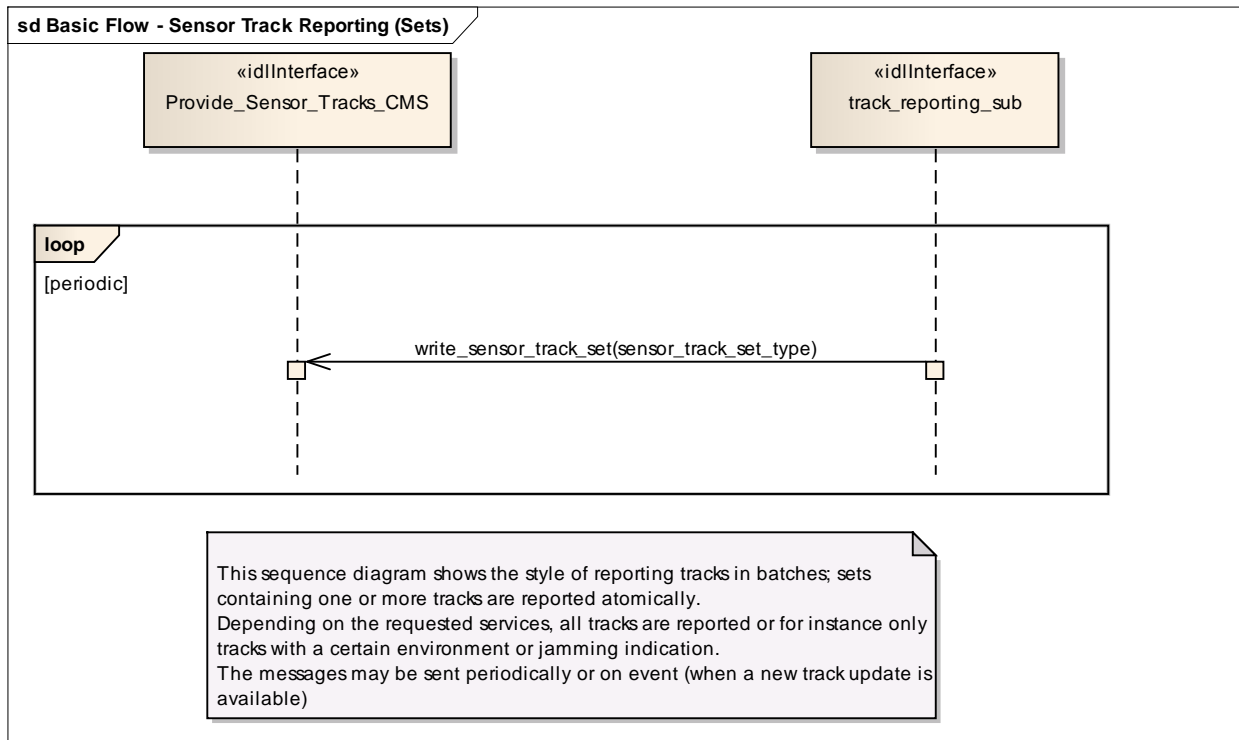 sd Basic Flow - Sensor Track Reporting (Sets)
«idlInterface»
Provide_Sensor_Tracks_CMS
«idlInterface»
track_reporting_sub
loop
[periodic]
write_sensor_track_set(sensor_track_set_type)
This sequence diagram shows the style of reporting tracks in batches; sets
containing one or more tracks are reported atomically.
Depending on the requested services, all tracks are reported or for instance only
tracks with a certain environment or jamming indication.
The messages may be sent periodically or on event (when a new track update is
available)